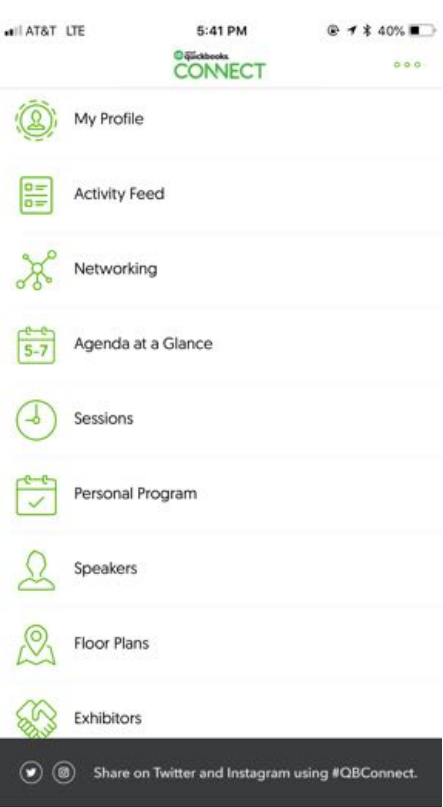 AT&T LTE 5:41 PM 40%
quickbooks.
CONNECT
My Profile
Activity Feed
Networking
5-7 Agenda at a Glance
Sessions
Personal Program
Speakers
Floor Plans
Exhibitors
Share on Twitter and Instagram using #QBConnect.